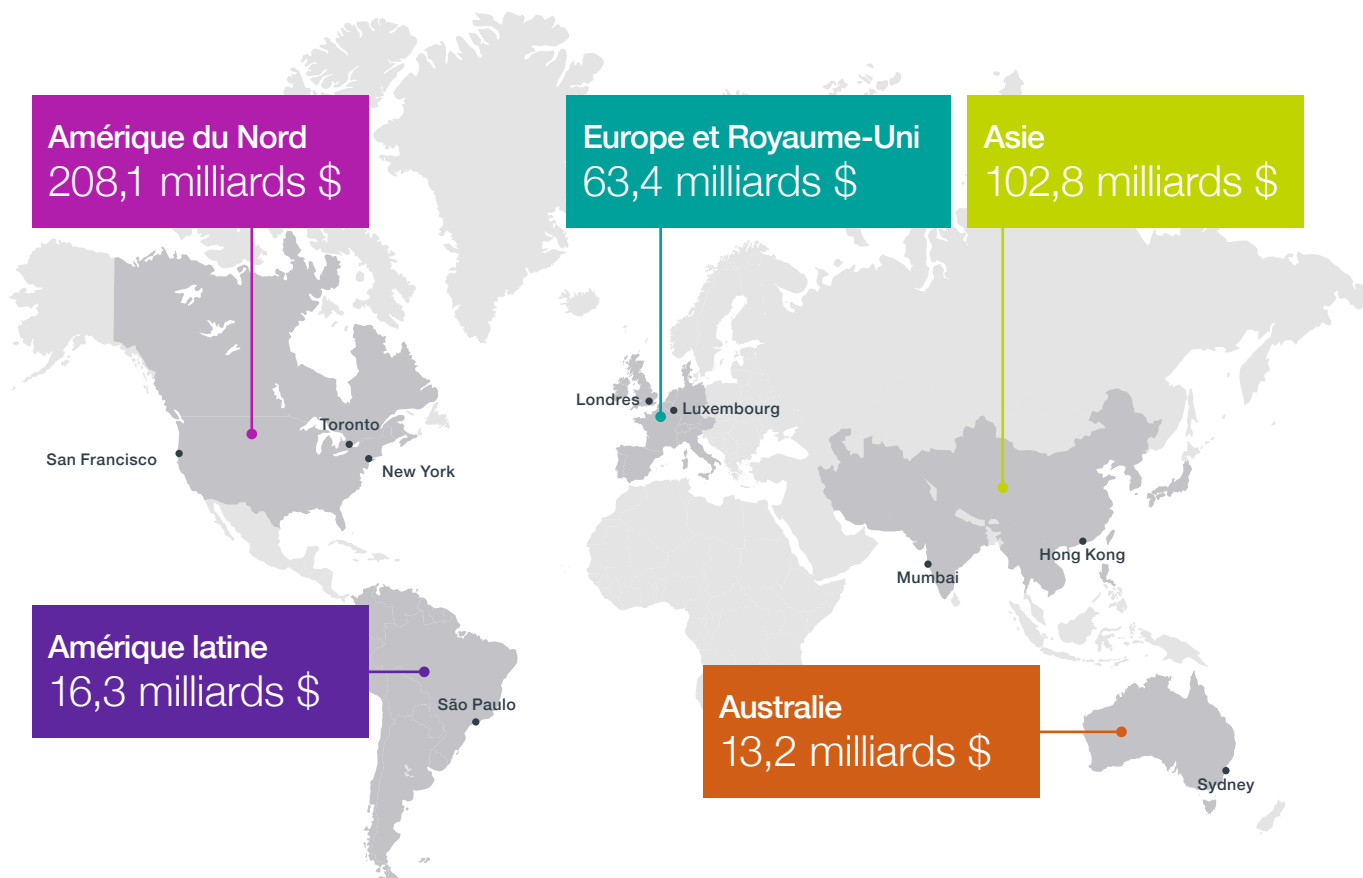 Amérique du Nord
208,1 milliards $
Europe et Royaume-Uni
63,4 milliards $
Asie
102,8 milliards $
Londres
Luxembourg
Toronto
San Francisco
New York
Hong Kong
Mumbai
Amérique latine
16,3 milliards $
São Paulo
Australie
13,2 milliards $
Sydney